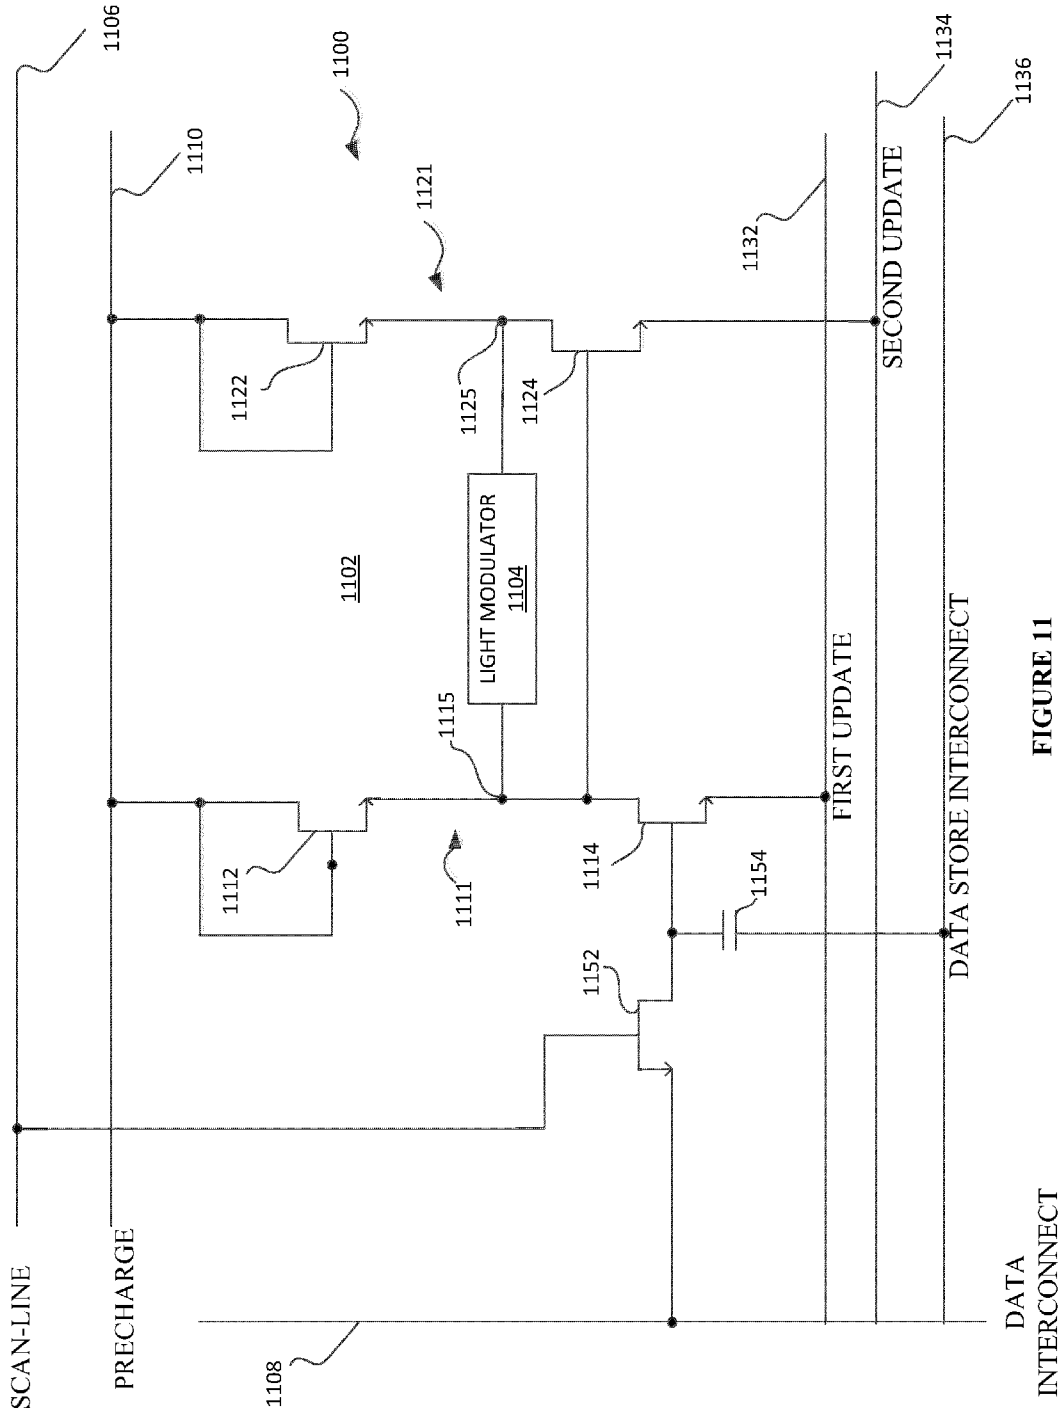 SCAN-LINE
1106
PRECHARGE
1110
1100
1121
1122
1125
1124
1102
LIGHT MODULATOR
1104
1112
1115
1111
1114
1152
1154
1132
1134
1136
1108
FIRST UPDATE
SECOND UPDATE
DATA STORE INTERCONNECT
DATA
INTERCONNECT
FIGURE 11